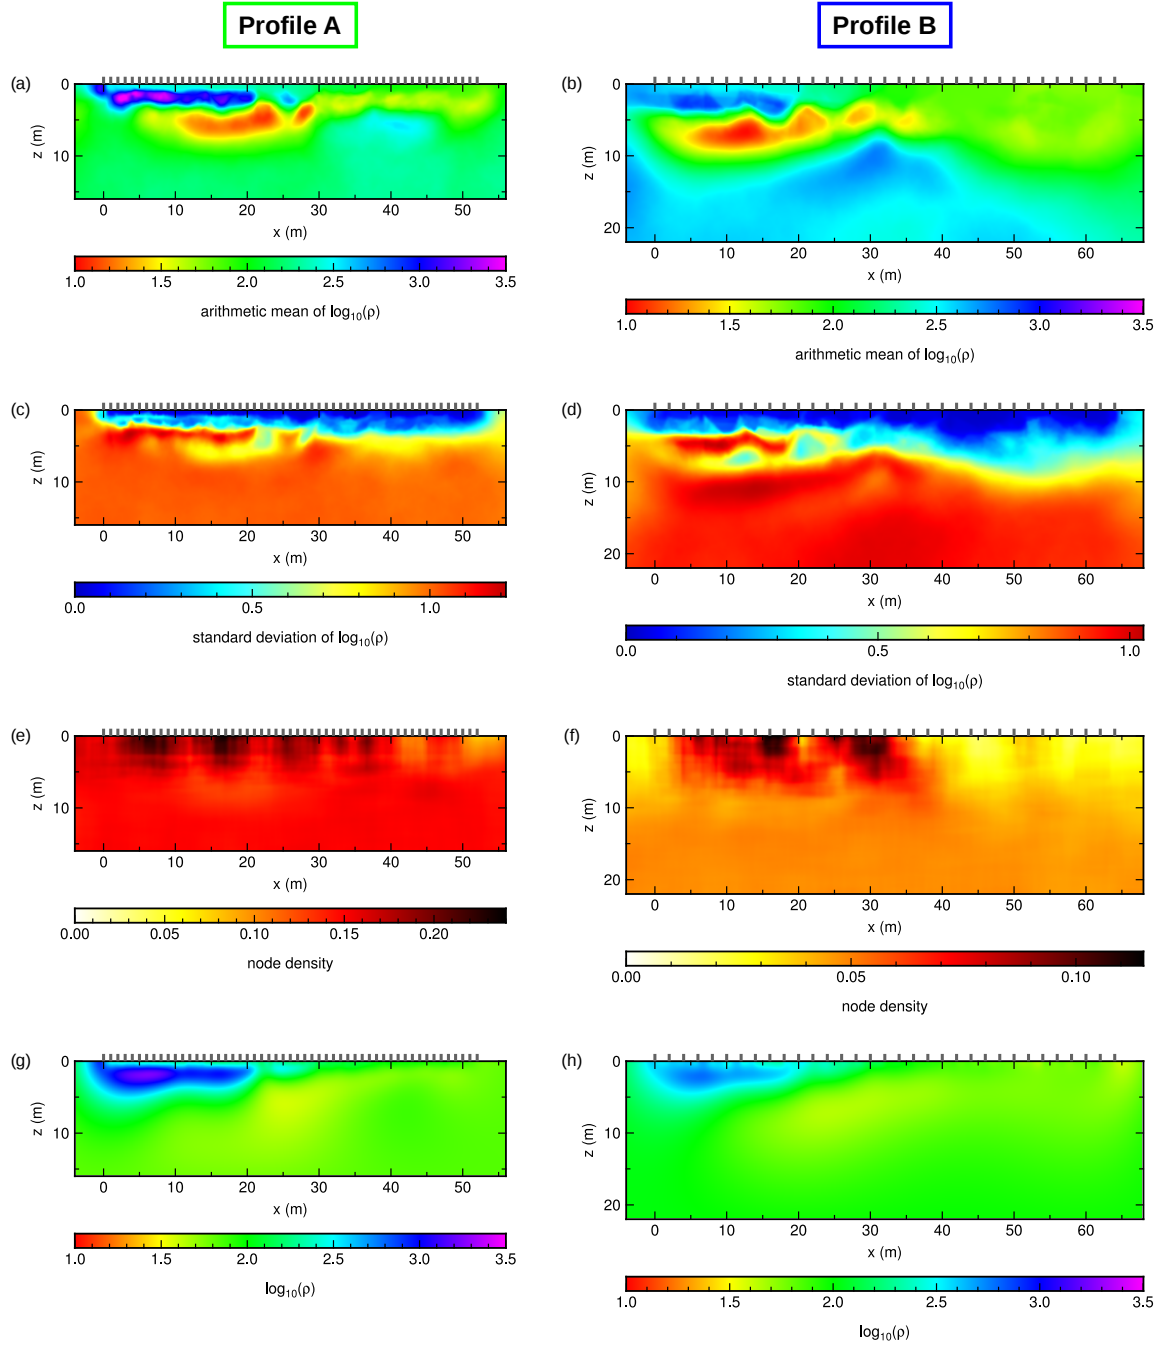 Profile A
Profile B
(a)
0
10
z (m)
0 10 20 30 40 50
x (m)
1.0 1.5 2.0 2.5 3.0 3.5
arithmetic mean of log10(ρ)
(b)
0
10
20
z (m)
0 10 20 30 40 50 60
x (m)
1.0 1.5 2.0 2.5 3.0 3.5
arithmetic mean of log10(ρ)
(c)
0
10
z (m)
0 10 20 30 40 50
x (m)
0.0 0.5 1.0
standard deviation of log10(ρ)
(d)
0
10
20
z (m)
0 10 20 30 40 50 60
x (m)
0.0 0.5 1.0
standard deviation of log10(ρ)
(e)
0
10
z (m)
0 10 20 30 40 50
x (m)
0.00 0.05 0.10 0.15 0.20
node density
(f)
0
10
20
z (m)
0 10 20 30 40 50 60
x (m)
0.00 0.05 0.10
node density
(g)
0
10
z (m)
0 10 20 30 40 50
x (m)
1.0 1.5 2.0 2.5 3.0 3.5
log10(ρ)
(h)
0
10
20
z (m)
0 10 20 30 40 50 60
x (m)
1.0 1.5 2.0 2.5 3.0 3.5
log10(ρ)